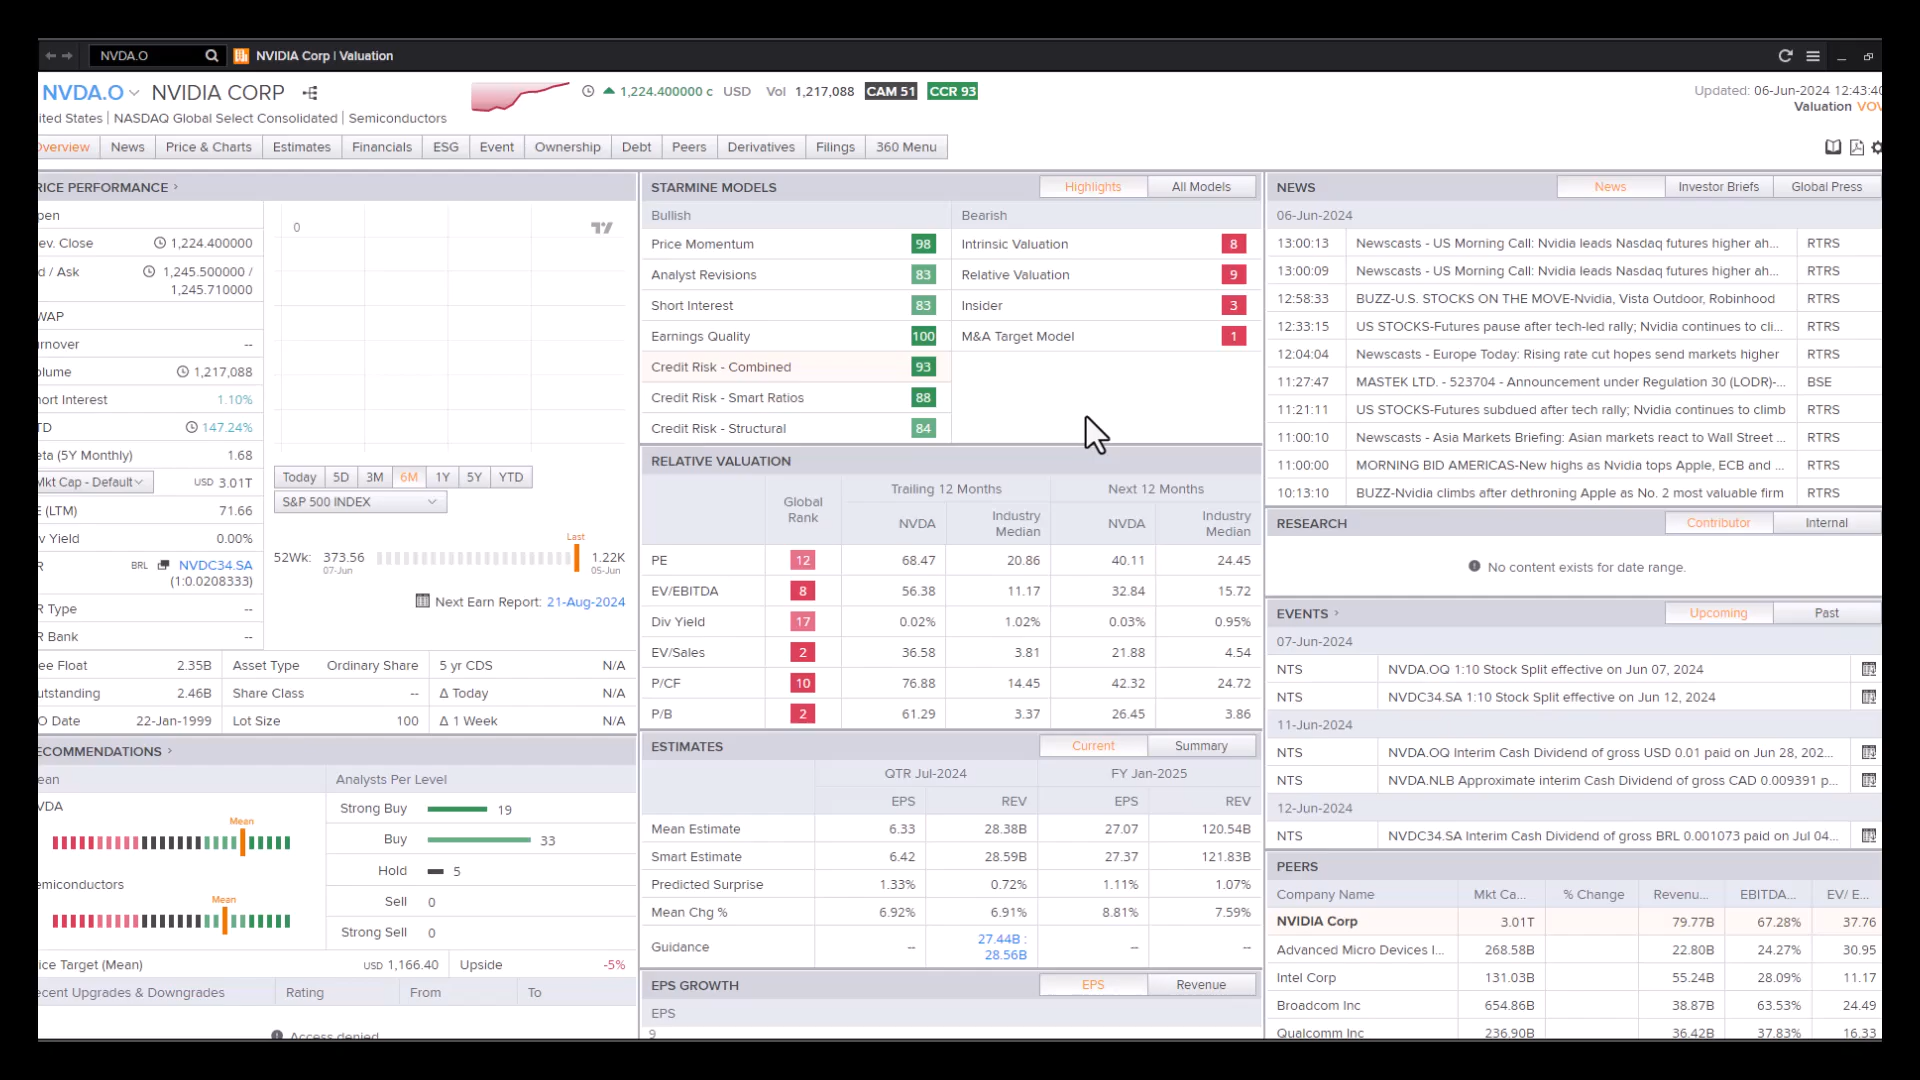 NVDA.O
NVIDIA Corp | Valuation
NVDA.O NVIDIA CORP
1,224.400000 c USD Vol 1,217,088 CAM 51 CCR 93
Updated: 06-Jun-2024 12:43:40
Valuation
ited States | NASDAQ Global Select Consolidated | Semiconductors
Overview News Price & Charts Estimates Financials ESG Event Ownership Debt Peers Derivatives Filings 360 Menu
RICE PERFORMANCE
pen
ev. Close 1,224.400000
d / Ask 1,245.500000 /
1,245.710000
WAP
rnover --
lume 1,217,088
ort Interest 1.10%
TD 147.24%
eta (5Y Monthly) 1.68
Mkt Cap - Default USD 3.01T
E (LTM) 71.66
v Yield 0.00%
R BRL NVDC34.SA
(1:0.0208333)
R Type --
R Bank --
0
Today 5D 3M 6M 1Y 5Y YTD
S&P 500 INDEX
Last
52Wk: 373.56 1.22K
07-Jun 05-Jun
Next Earn Report: 21-Aug-2024
ee Float 2.35B Asset Type Ordinary Share 5 yr CDS N/A
utstanding 2.46B Share Class -- Δ Today N/A
O Date 22-Jan-1999 Lot Size 100 Δ 1 Week N/A
ECOMMENDATIONS
ean Analysts Per Level
VDA
Mean
emiconductors
Mean
Strong Buy 19
Buy 33
Hold 5
Sell 0
Strong Sell 0
ice Target (Mean) USD 1,166.40 Upside -5%
ecent Upgrades & Downgrades Rating From To
Access denied
STARMINE MODELS Highlights All Models
Bullish Bearish
Price Momentum 98 Intrinsic Valuation 8
Analyst Revisions 83 Relative Valuation 9
Short Interest 83 Insider 3
Earnings Quality 100 M&A Target Model 1
Credit Risk - Combined 93
Credit Risk - Smart Ratios 88
Credit Risk - Structural 84
RELATIVE VALUATION
Global Rank Trailing 12 Months Next 12 Months
NVDA Industry Median NVDA Industry Median
PE 12 68.47 20.86 40.11 24.45
EV/EBITDA 8 56.38 11.17 32.84 15.72
Div Yield 17 0.02% 1.02% 0.03% 0.95%
EV/Sales 2 36.58 3.81 21.88 4.54
P/CF 10 76.88 14.45 42.32 24.72
P/B 2 61.29 3.37 26.45 3.86
ESTIMATES Current Summary
QTR Jul-2024 FY Jan-2025
EPS REV EPS REV
Mean Estimate 6.33 28.38B 27.07 120.54B
Smart Estimate 6.42 28.59B 27.37 121.83B
Predicted Surprise 1.33% 0.72% 1.11% 1.07%
Mean Chg % 6.92% 6.91% 8.81% 7.59%
Guidance -- 27.44B : 28.56B -- --
EPS GROWTH EPS Revenue
EPS
9
NEWS News Investor Briefs Global Press
06-Jun-2024
13:00:13 Newscasts - US Morning Call: Nvidia leads Nasdaq futures higher ah... RTRS
13:00:09 Newscasts - US Morning Call: Nvidia leads Nasdaq futures higher ah... RTRS
12:58:33 BUZZ-U.S. STOCKS ON THE MOVE-Nvidia, Vista Outdoor, Robinhood RTRS
12:33:15 US STOCKS-Futures pause after tech-led rally; Nvidia continues to cli... RTRS
12:04:04 Newscasts - Europe Today: Rising rate cut hopes send markets higher RTRS
11:27:47 MASTEK LTD. - 523704 - Announcement under Regulation 30 (LODR)-... BSE
11:21:11 US STOCKS-Futures subdued after tech rally; Nvidia continues to climb RTRS
11:00:10 Newscasts - Asia Markets Briefing: Asian markets react to Wall Street ... RTRS
11:00:00 MORNING BID AMERICAS-New highs as Nvidia tops Apple, ECB and ... RTRS
10:13:10 BUZZ-Nvidia climbs after dethroning Apple as No. 2 most valuable firm RTRS
RESEARCH Contributor Internal
No content exists for date range.
EVENTS Upcoming Past
07-Jun-2024
NTS NVDA.OQ 1:10 Stock Split effective on Jun 07, 2024
NTS NVDC34.SA 1:10 Stock Split effective on Jun 12, 2024
11-Jun-2024
NTS NVDA.OQ Interim Cash Dividend of gross USD 0.01 paid on Jun 28, 202...
NTS NVDA.NLB Approximate interim Cash Dividend of gross CAD 0.009391 p...
12-Jun-2024
NTS NVDC34.SA Interim Cash Dividend of gross BRL 0.001073 paid on Jul 04...
PEERS
Company Name Mkt Ca... % Change Revenu... EBITDA... EV/ E...
NVIDIA Corp 3.01T 79.77B 67.28% 37.76
Advanced Micro Devices I... 268.58B 22.80B 24.27% 30.95
Intel Corp 131.03B 55.24B 28.09% 11.17
Broadcom Inc 654.86B 38.87B 63.53% 24.49
Qualcomm Inc 236.90B 36.42B 37.83% 16.33